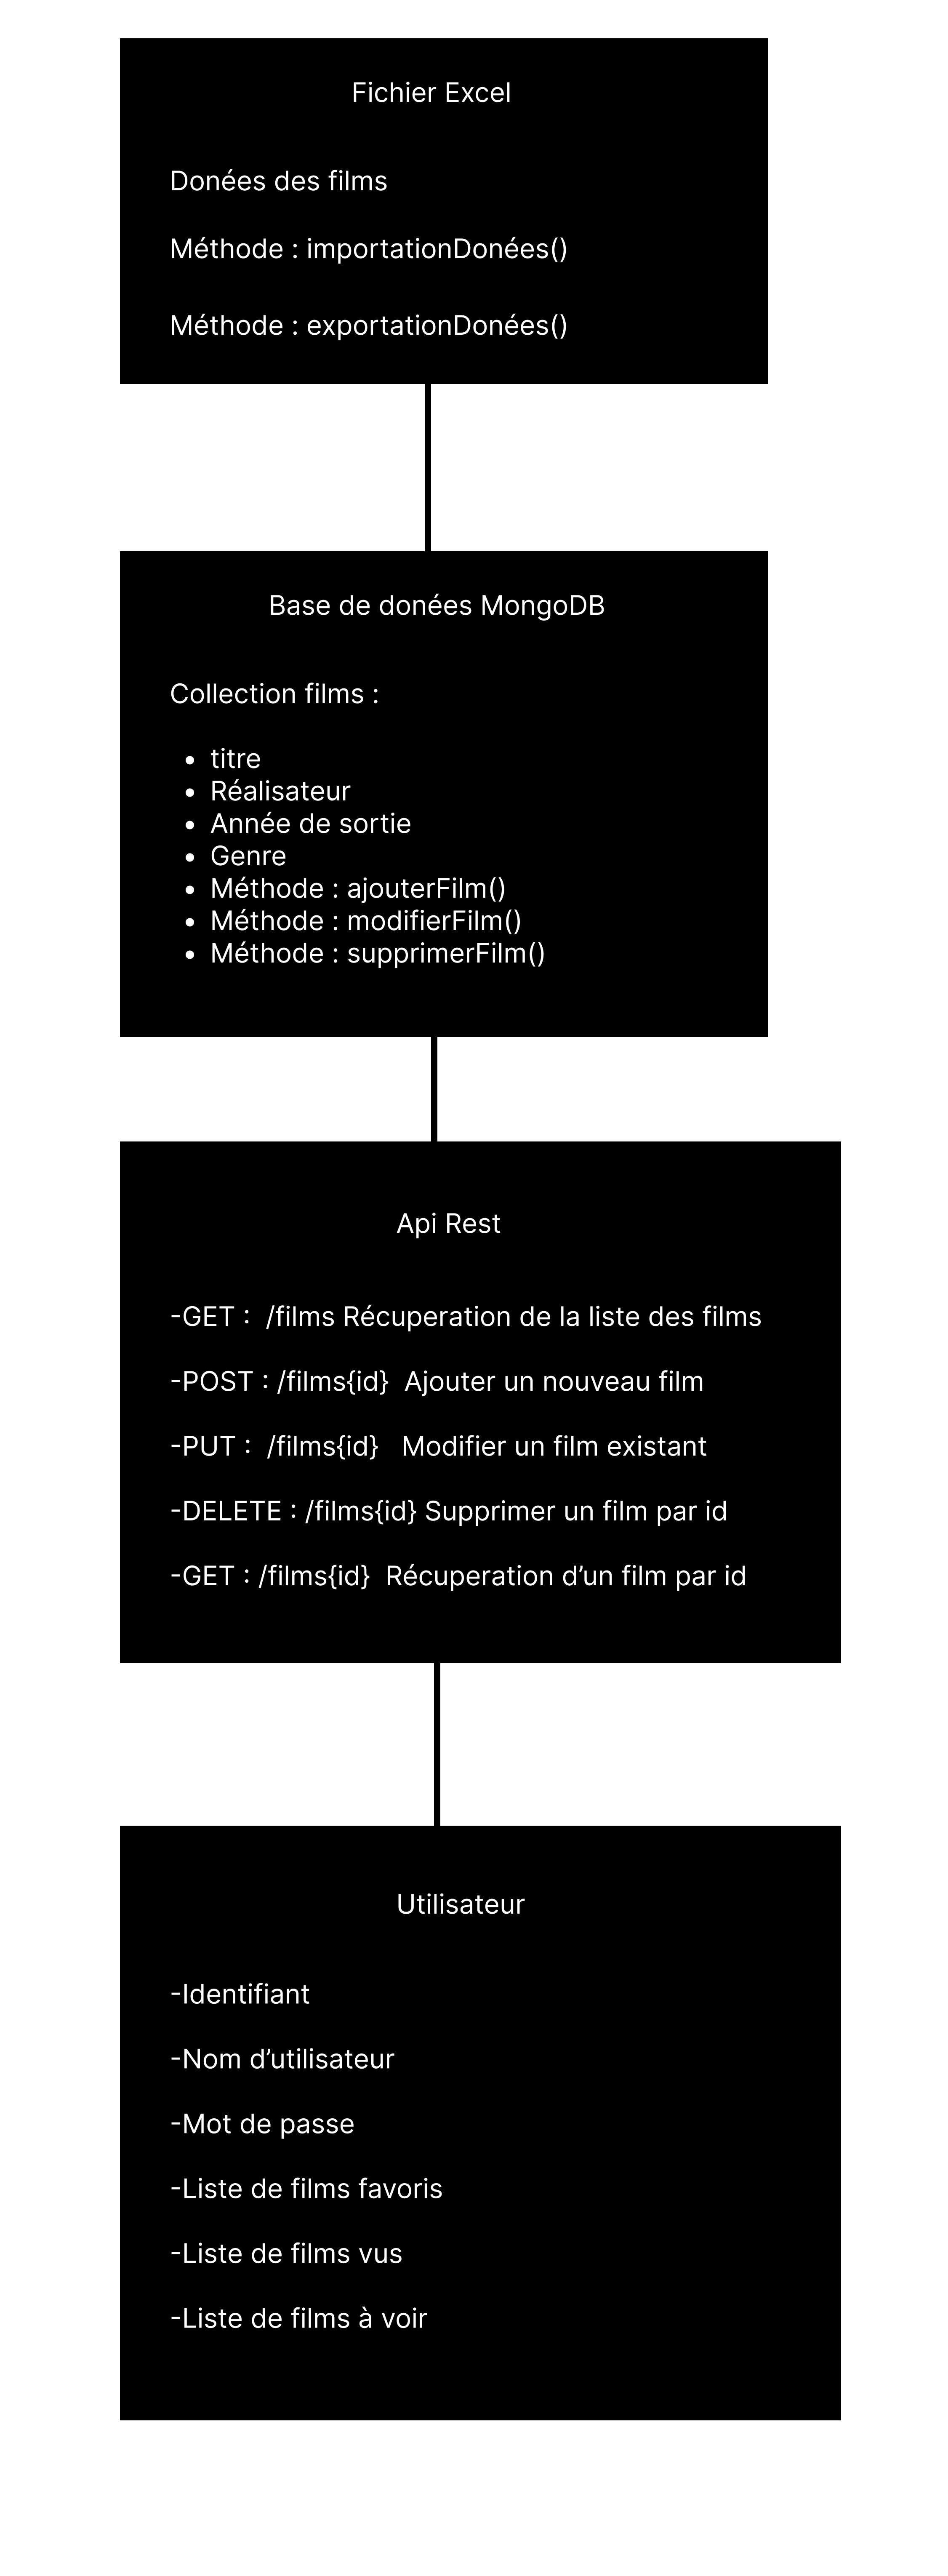 Fichier Excel
Donées des films
Méthode : importationDonées()
Méthode : exportationDonées()
Base de donées MongoDB
Collection films :
• titre
• Réalisateur
• Année de sortie
• Genre
• Méthode : ajouterFilm()
• Méthode : modifierFilm()
• Méthode : supprimerFilm()
Api Rest
-GET :  /films Récuperation de la liste des films
-POST : /films{id}  Ajouter un nouveau film
-PUT :  /films{id}   Modifier un film existant
-DELETE : /films{id} Supprimer un film par id
-GET : /films{id}  Récuperation d’un film par id
Utilisateur
-Identifiant
-Nom d’utilisateur
-Mot de passe
-Liste de films favoris
-Liste de films vus
-Liste de films à voir